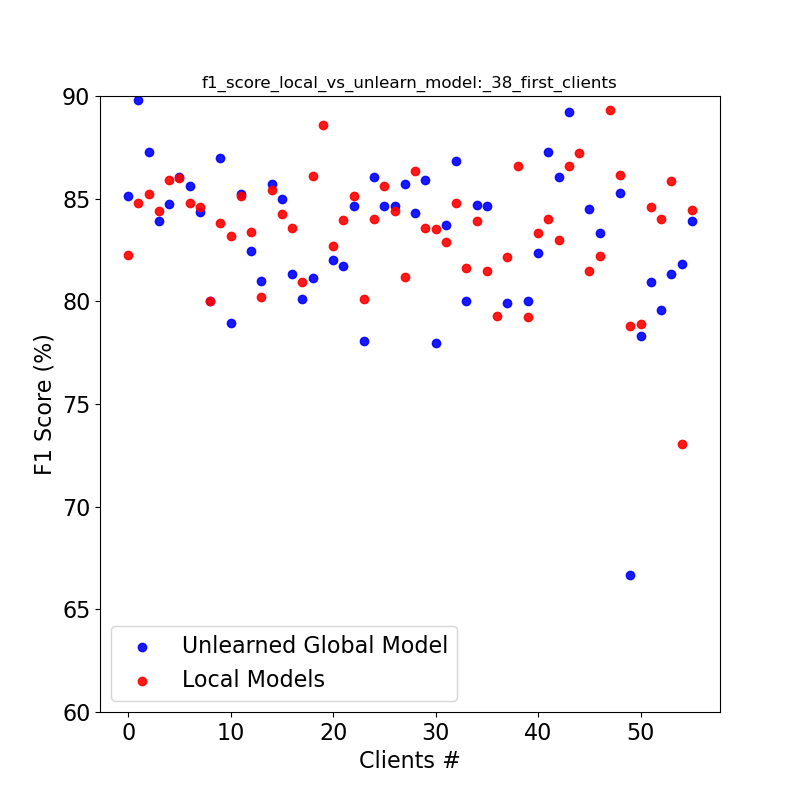 f1_score_local_vs_unlearn_model:_38_first_clients
90
85
80
75
70
65
60
F1 Score (%)
Unlearned Global Model
Local Models
0 10 20 30 40 50
Clients #